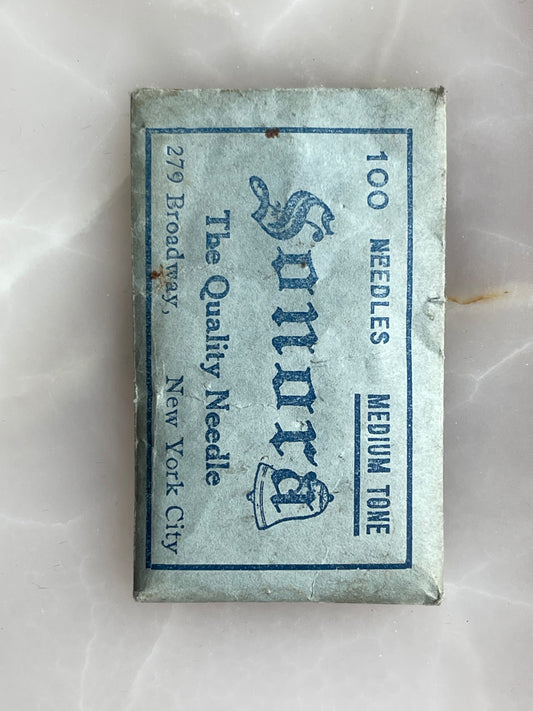 100 NEEDLES MEDIUM TONE
Sonora
The Quality Needle
279 Broadway, New York City